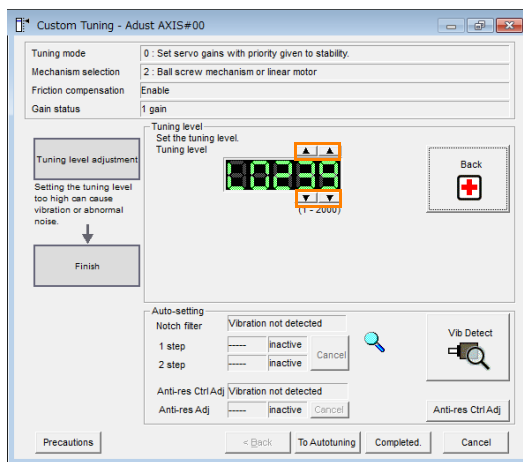 Custom Tuning - Adust AXIS#00
Tuning mode 0 : Set servo gains with priority given to stability.
Mechanism selection 2 : Ball screw mechanism or linear motor
Friction compensation Enable
Gain status 1 gain
Tuning level adjustment
Setting the tuning level
too high can cause
vibration or abnormal
noise.
Finish
Tuning level
Set the tuning level.
Tuning level
L0239
(1 - 2000)
Back
Auto-setting
Notch filter Vibration not detected
1 step ----- inactive
2 step ----- inactive
Cancel
Anti-res Ctrl Adj Vibration not detected
Anti-res Adj ----- inactive Cancel
Vib Detect
Anti-res Ctrl Adj
Precautions < Back To Autotuning Completed. Cancel